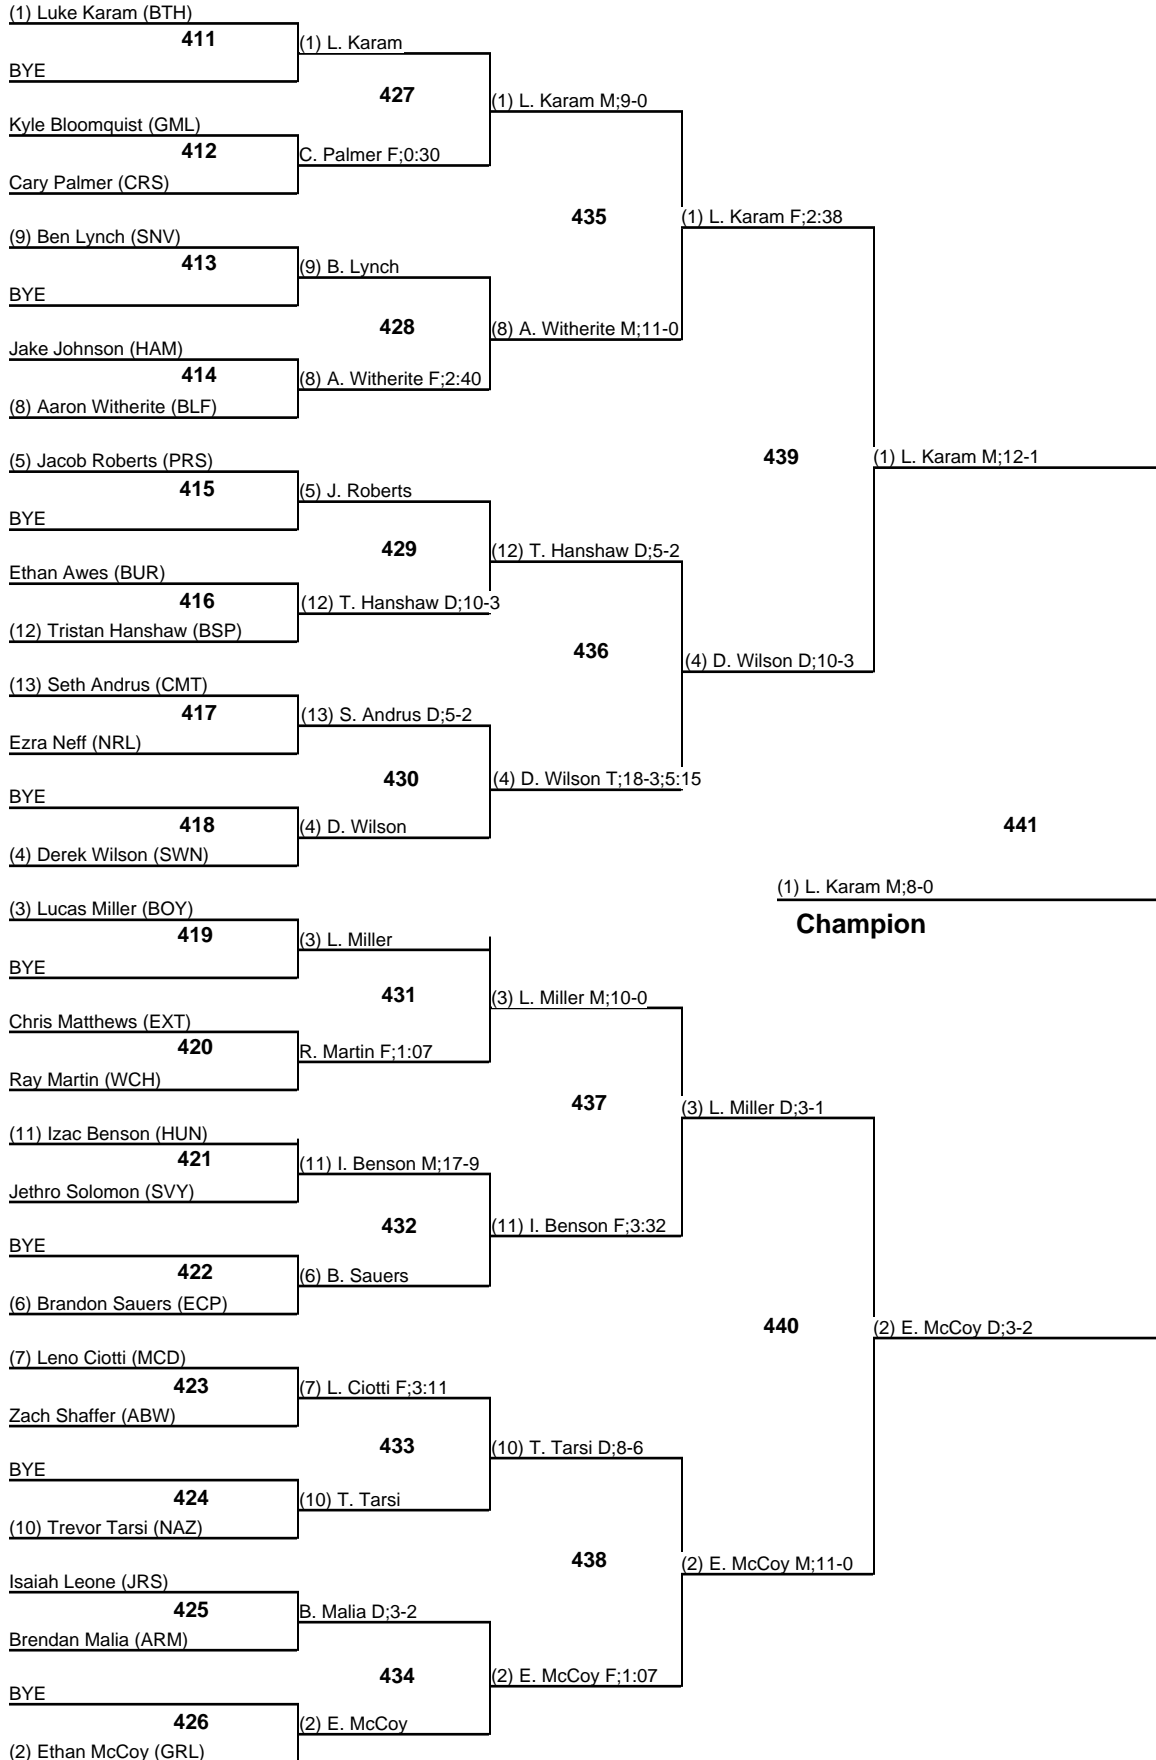 (1) Luke Karam (BTH)
411
(1) L. Karam
BYE
427
(1) L. Karam M;9-0
Kyle Bloomquist (GML)
412
C. Palmer F;0:30
Cary Palmer (CRS)
435
(1) L. Karam F;2:38
(9) Ben Lynch (SNV)
413
(9) B. Lynch
BYE
428
(8) A. Witherite M;11-0
Jake Johnson (HAM)
414
(8) A. Witherite F;2:40
(8) Aaron Witherite (BLF)
439
(1) L. Karam M;12-1
(5) Jacob Roberts (PRS)
415
(5) J. Roberts
BYE
429
(12) T. Hanshaw D;5-2
Ethan Awes (BUR)
416
(12) T. Hanshaw D;10-3
(12) Tristan Hanshaw (BSP)
436
(4) D. Wilson D;10-3
(13) Seth Andrus (CMT)
417
(13) S. Andrus D;5-2
Ezra Neff (NRL)
430
(4) D. Wilson T;18-3;5:15
BYE
418
(4) D. Wilson
(4) Derek Wilson (SWN)
441
(1) L. Karam M;8-0
Champion
(3) Lucas Miller (BOY)
419
(3) L. Miller
BYE
431
(3) L. Miller M;10-0
Chris Matthews (EXT)
420
R. Martin F;1:07
Ray Martin (WCH)
437
(3) L. Miller D;3-1
(11) Izac Benson (HUN)
421
(11) I. Benson M;17-9
Jethro Solomon (SVY)
432
(11) I. Benson F;3:32
BYE
422
(6) B. Sauers
(6) Brandon Sauers (ECP)
440
(2) E. McCoy D;3-2
(7) Leno Ciotti (MCD)
423
(7) L. Ciotti F;3:11
Zach Shaffer (ABW)
433
(10) T. Tarsi D;8-6
BYE
424
(10) T. Tarsi
(10) Trevor Tarsi (NAZ)
438
(2) E. McCoy M;11-0
Isaiah Leone (JRS)
425
B. Malia D;3-2
Brendan Malia (ARM)
434
(2) E. McCoy F;1:07
BYE
426
(2) E. McCoy
(2) Ethan McCoy (GRL)